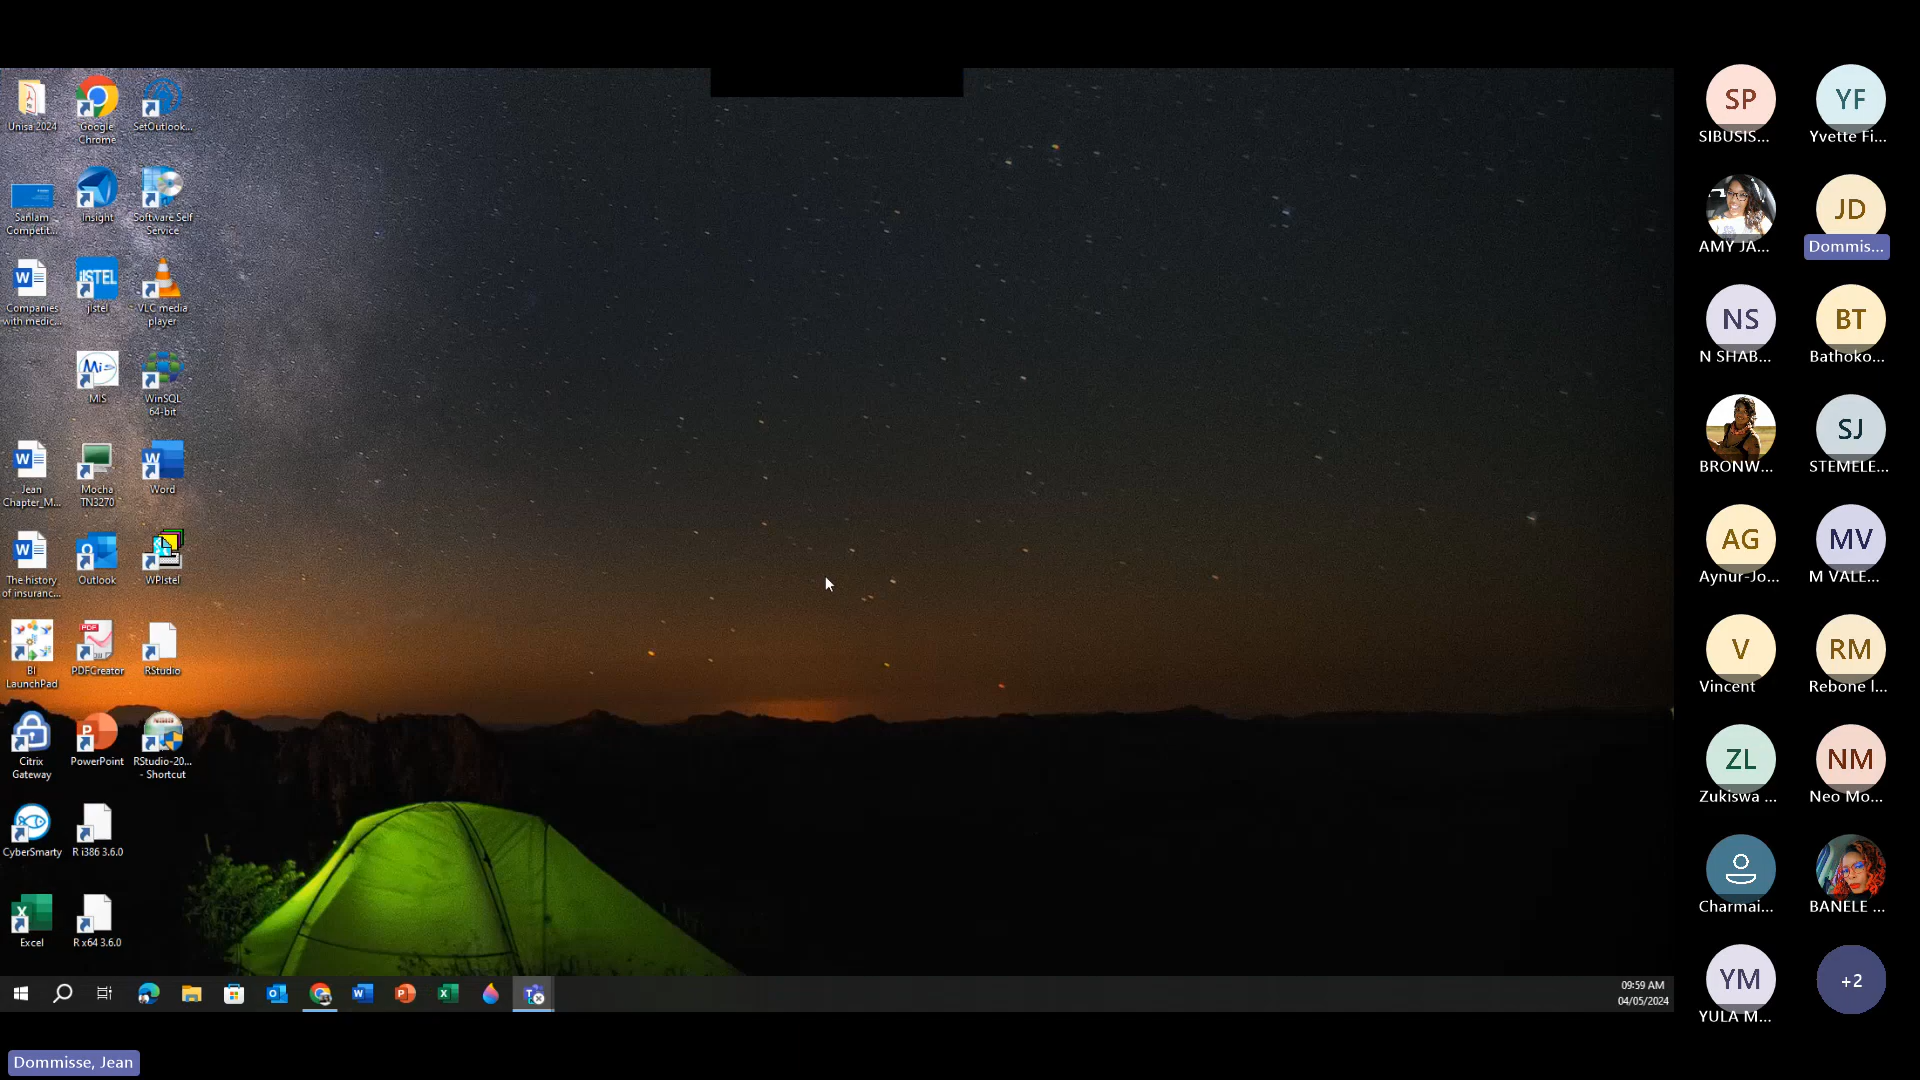 Unisa 2024
Google
Chrome
SetOutlook...
Sanlam
Competit...
Insight
Software Self
Service
Companies
with medic...
jIstel
VLC media
player
MIS
WinSQL
64-bit
Jean
Chapter_M...
Mocha
TN3270
Word
The history
of insuranc...
Outlook
WPIstel
BI
LaunchPad
PDFCreator
RStudio
Citrix
Gateway
PowerPoint
RStudio-20...
- Shortcut
CyberSmarty
R i386 3.6.0
Excel
R x64 3.6.0
09:59 AM
04/05/2024
Dommisse, Jean
SP
SIBUSIS...
YF
Yvette Fi...
AMY JA...
JD
Dommis...
NS
N SHAB...
BT
Bathoko...
BRONW...
SJ
STEMELE...
AG
Aynur-Jo...
MV
M VALE...
V
Vincent
RM
Rebone l...
ZL
Zukiswa ...
NM
Neo Mo...
Charmai...
BANELE ...
YM
YULA M...
+2